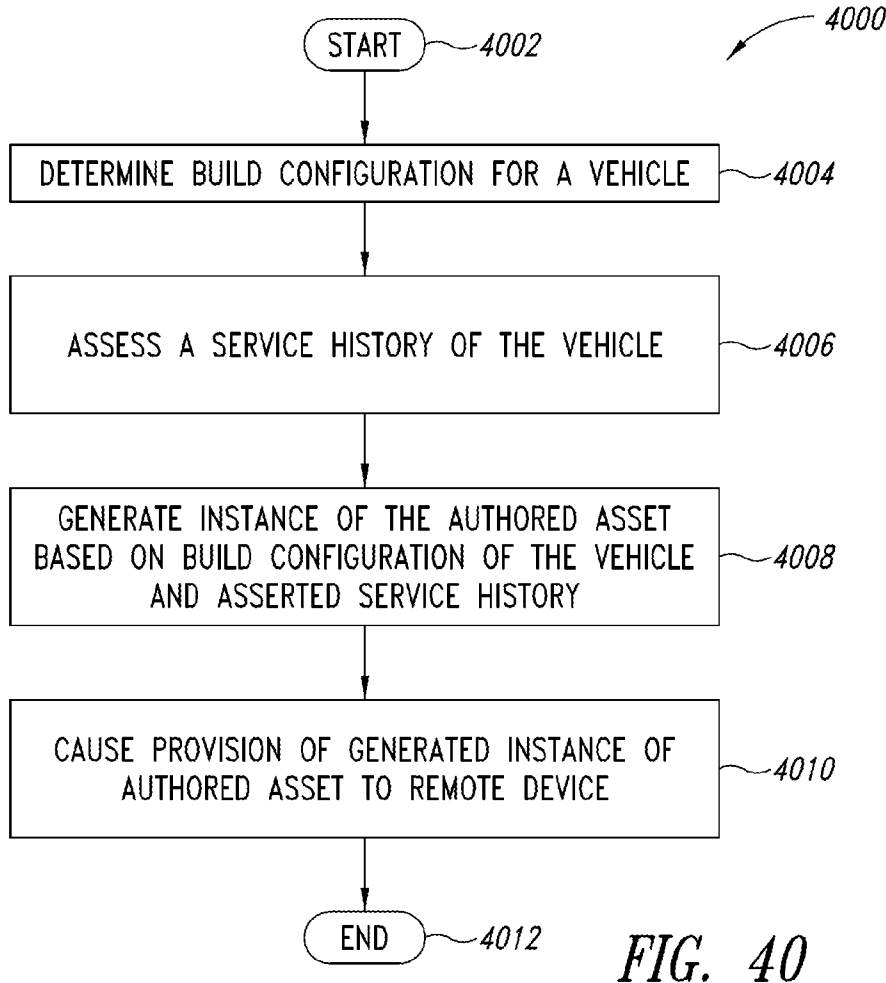 4000
START 4002
DETERMINE BUILD CONFIGURATION FOR A VEHICLE 4004
ASSESS A SERVICE HISTORY OF THE VEHICLE 4006
GENERATE INSTANCE OF THE AUTHORED ASSET
BASED ON BUILD CONFIGURATION OF THE VEHICLE 4008
AND ASSERTED SERVICE HISTORY
CAUSE PROVISION OF GENERATED INSTANCE OF
AUTHORED ASSET TO REMOTE DEVICE 4010
END 4012
FIG. 40